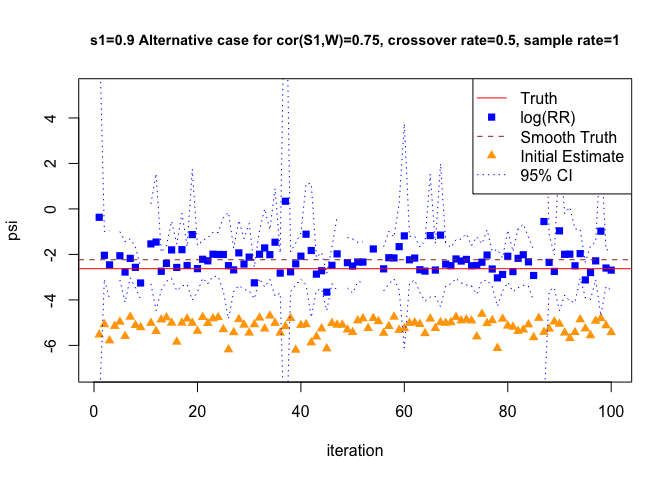 s1=0.9 Alternative case for cor(S1,W)=0.75, crossover rate=0.5, sample rate=1
Truth
log(RR)
Smooth Truth
Initial Estimate
95% CI
psi
4
2
0
-2
-4
-6
0 20 40 60 80 100
iteration